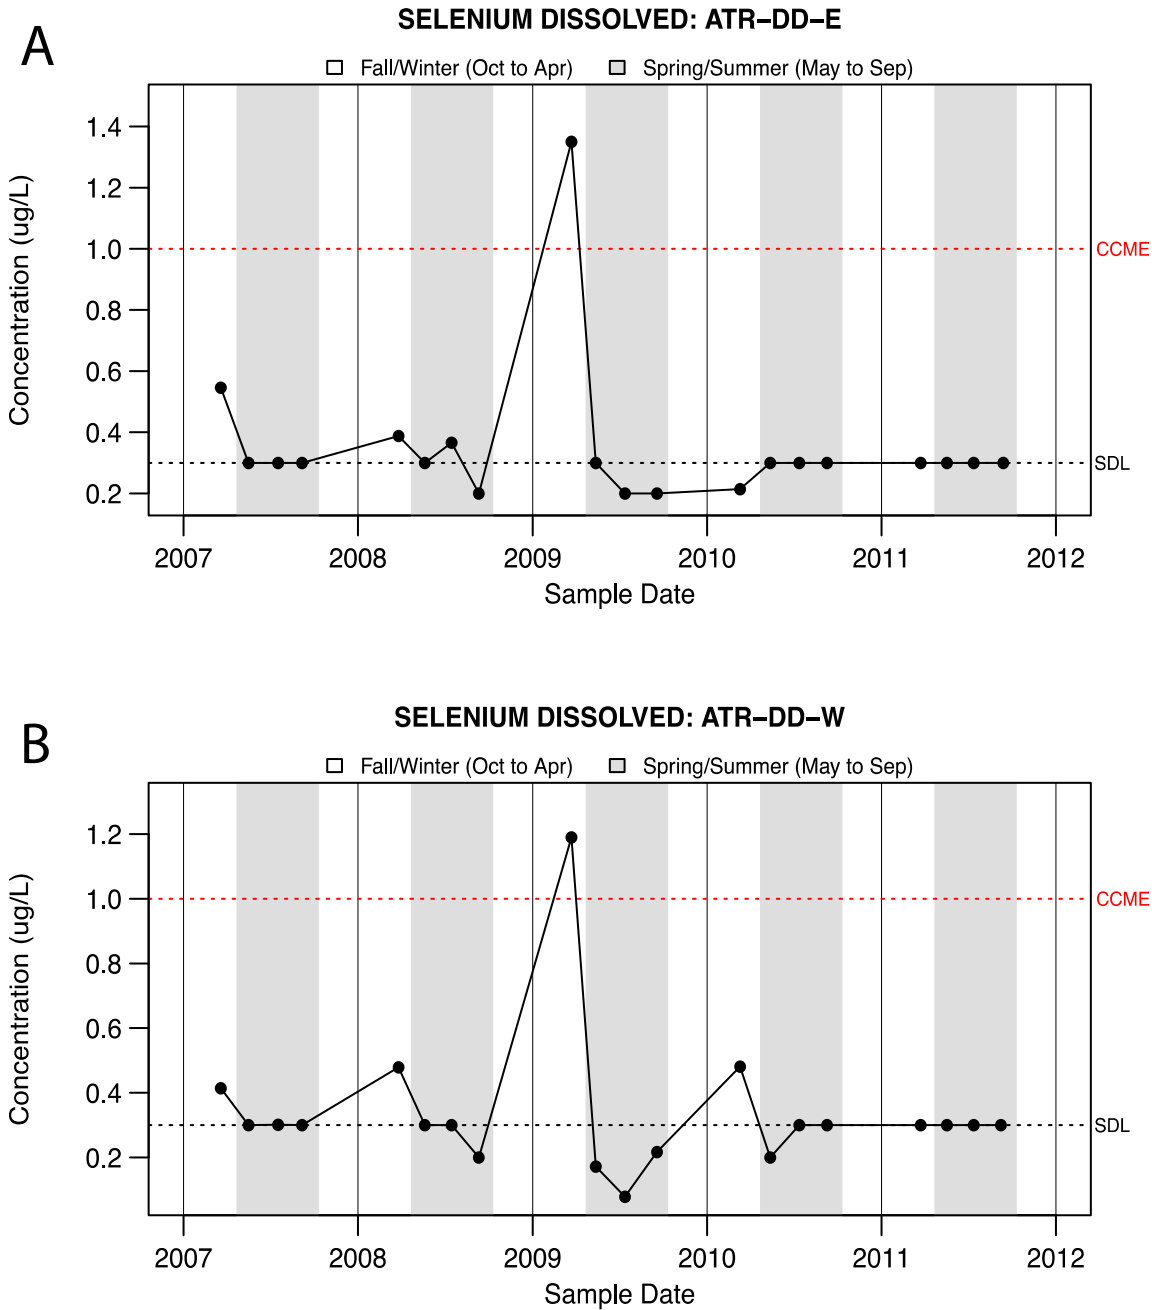 A
SELENIUM DISSOLVED: ATR−DD−E
Fall/Winter (Oct to Apr) Spring/Summer (May to Sep)
Concentration (ug/L)
1.4
1.2
1.0
0.8
0.6
0.4
0.2
CCME
SDL
2007 2008 2009 2010 2011 2012
Sample Date
B
SELENIUM DISSOLVED: ATR−DD−W
Fall/Winter (Oct to Apr) Spring/Summer (May to Sep)
Concentration (ug/L)
1.2
1.0
0.8
0.6
0.4
0.2
CCME
SDL
2007 2008 2009 2010 2011 2012
Sample Date